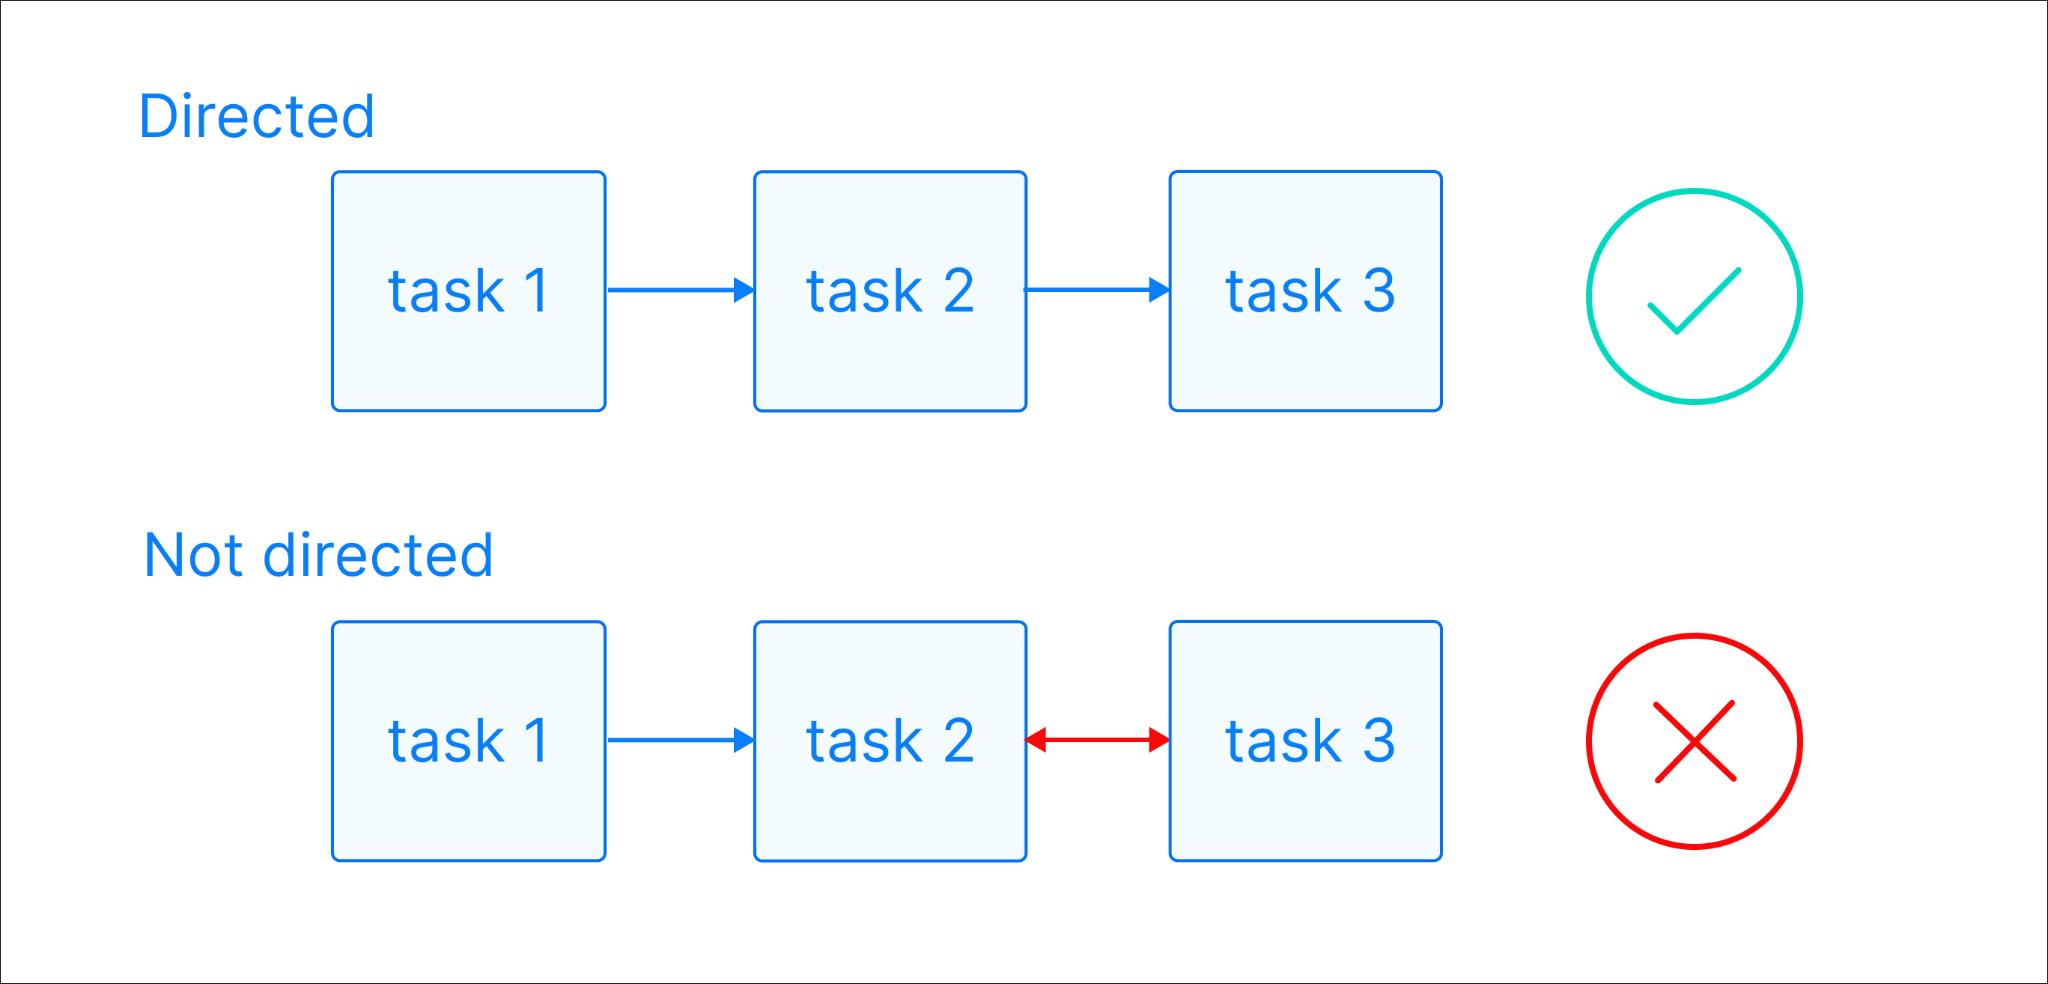 Directed
task 1
task 2
task 3
Not directed
task 1
task 2
task 3